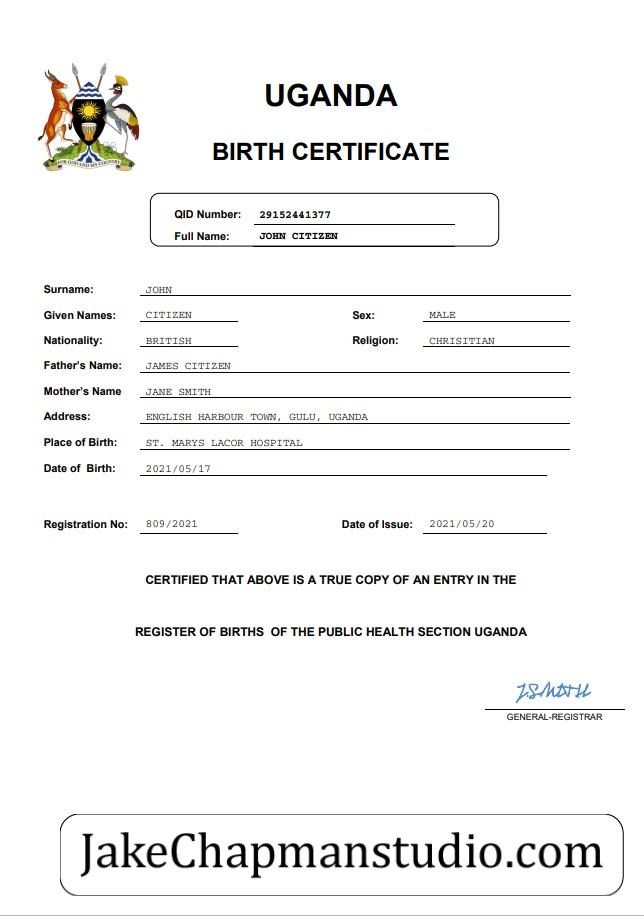 FOR GOD AND MY COUNTRY
UGANDA
BIRTH CERTIFICATE
QID Number: 29152441377
Full Name: JOHN CITIZEN
Surname: JOHN
Given Names: CITIZEN Sex: MALE
Nationality: BRITISH Religion: CHRISITIAN
Father's Name: JAMES CITIZEN
Mother's Name JANE SMITH
Address: ENGLISH HARBOUR TOWN, GULU, UGANDA
Place of Birth: ST. MARYS LACOR HOSPITAL
Date of Birth: 2021/05/17
Registration No: 809/2021 Date of Issue: 2021/05/20
CERTIFIED THAT ABOVE IS A TRUE COPY OF AN ENTRY IN THE
REGISTER OF BIRTHS OF THE PUBLIC HEALTH SECTION UGANDA
J.SMITH
GENERAL-REGISTRAR
JakeChapmanstudio.com